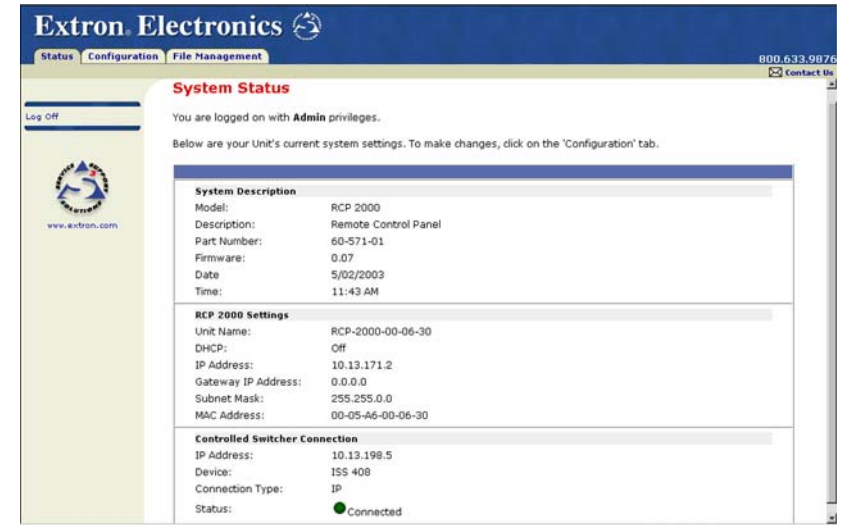 Extron. Electronics
Status Configuration File Management
800.633.9876
Contact Us
System Status
Log Off
You are logged on with Admin privileges.
Below are your Unit's current system settings. To make changes, click on the 'Configuration' tab.
SERVICE SUPPORT SOLUTIONS
3
www.extron.com
System Description
Model: RCP 2000
Description: Remote Control Panel
Part Number: 60-571-01
Firmware: 0.07
Date 5/02/2003
Time: 11:43 AM
RCP 2000 Settings
Unit Name: RCP-2000-00-06-30
DHCP: Off
IP Address: 10.13.171.2
Gateway IP Address: 0.0.0.0
Subnet Mask: 255.255.0.0
MAC Address: 00-05-A6-00-06-30
Controlled Switcher Connection
IP Address: 10.13.198.5
Device: ISS 408
Connection Type: IP
Status: Connected